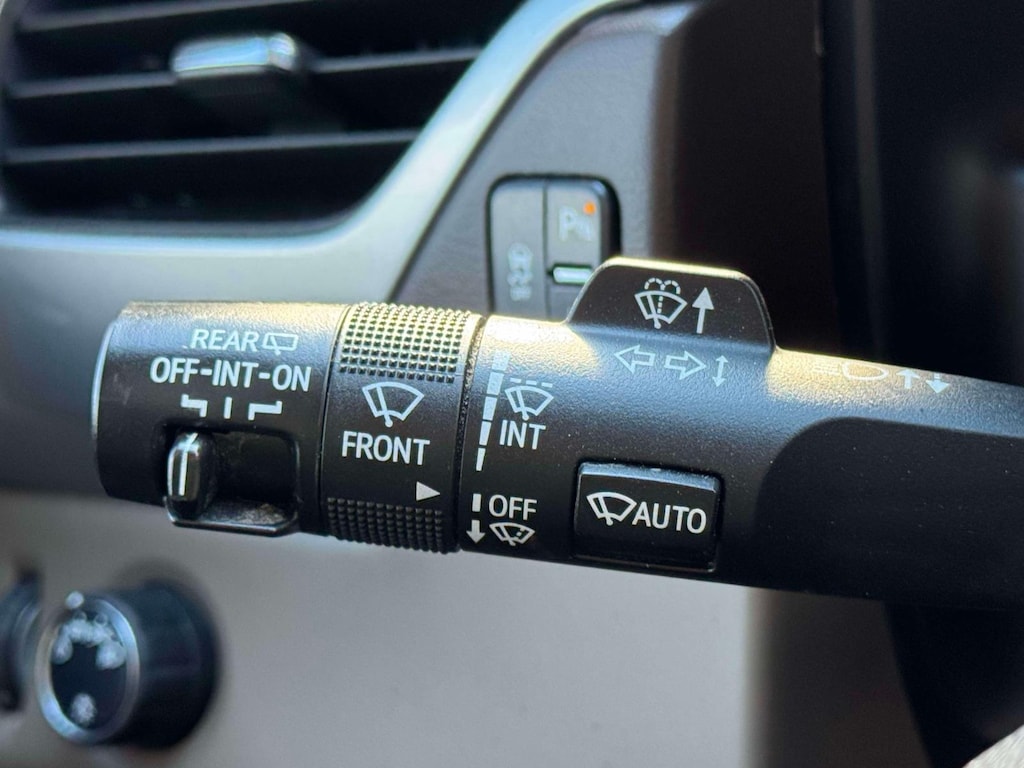 REAR
OFF-INT-ON
FRONT
INT
OFF
AUTO
P